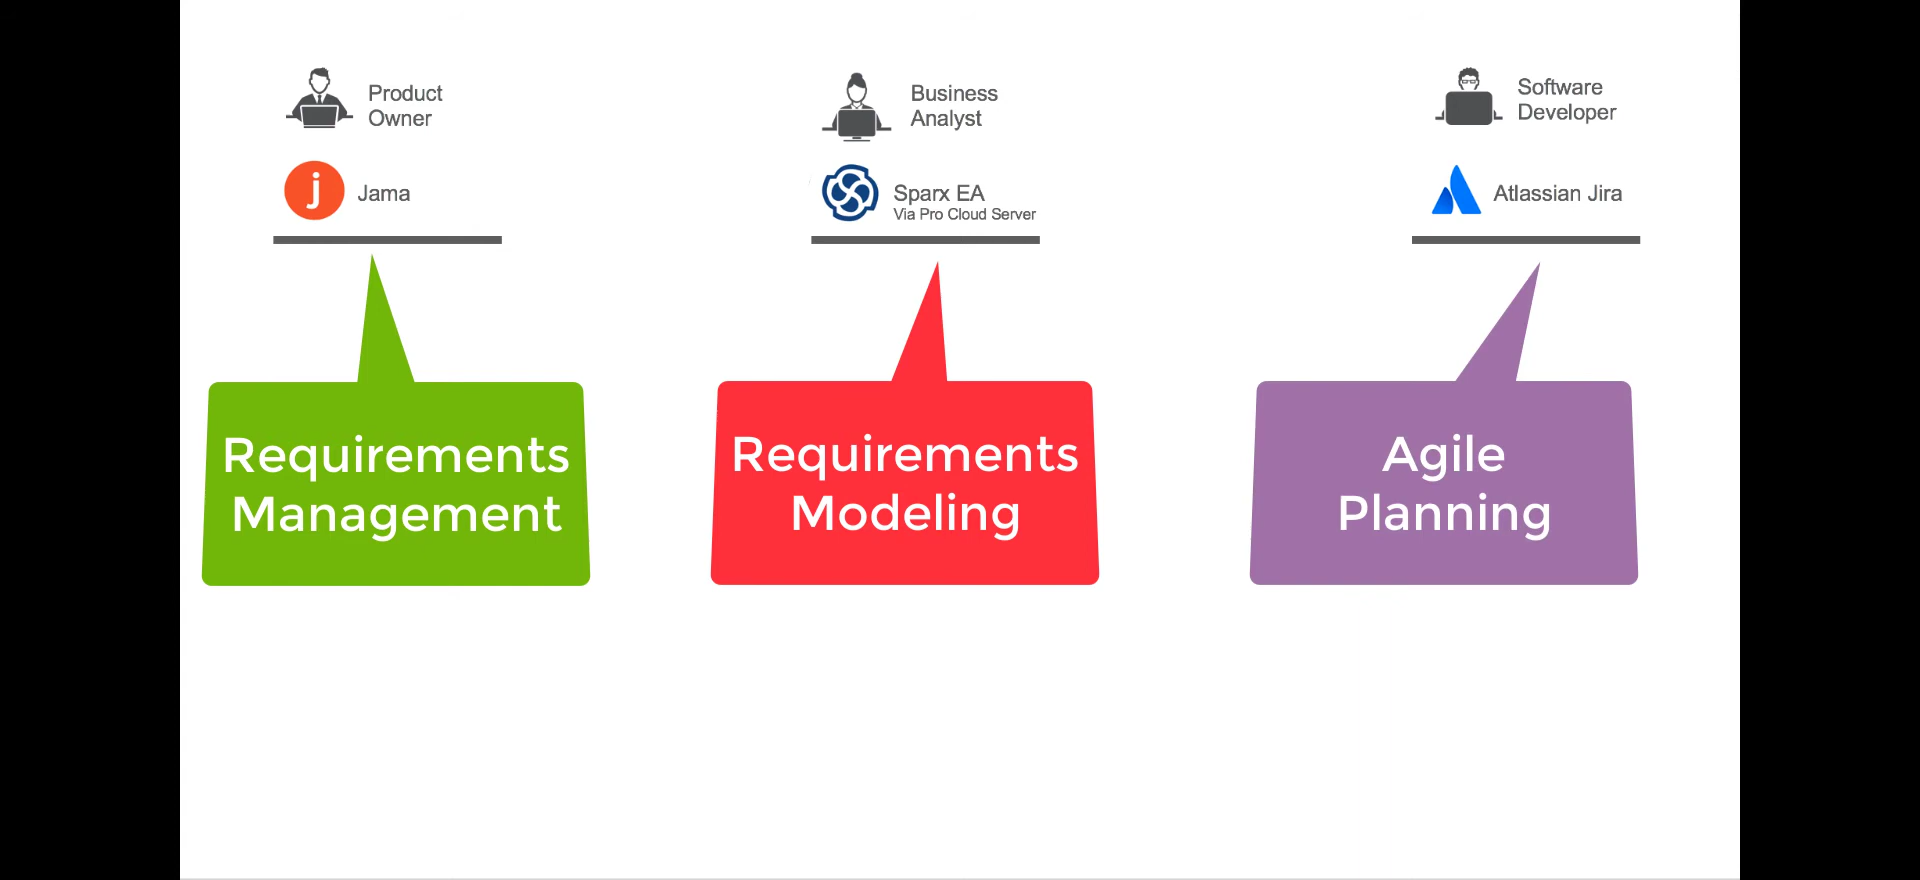 Product
Owner
j
Jama
Requirements
Management
Business
Analyst
Sparx EA
Via Pro Cloud Server
Requirements
Modeling
Software
Developer
Atlassian Jira
Agile
Planning